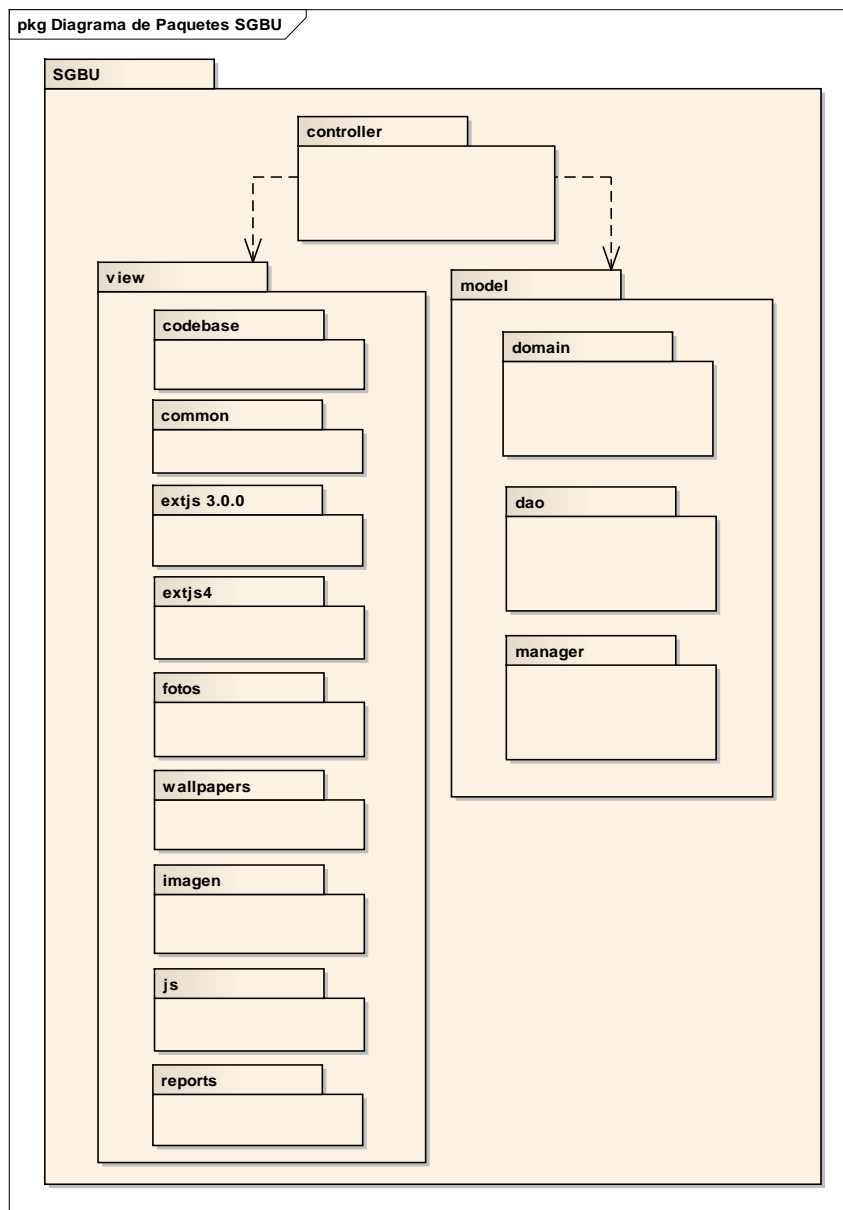 pkg Diagrama de Paquetes SGBU
SGBU
controller
view
model
codebase
domain
common
extjs 3.0.0
dao
extjs4
manager
fotos
wallpapers
imagen
js
reports